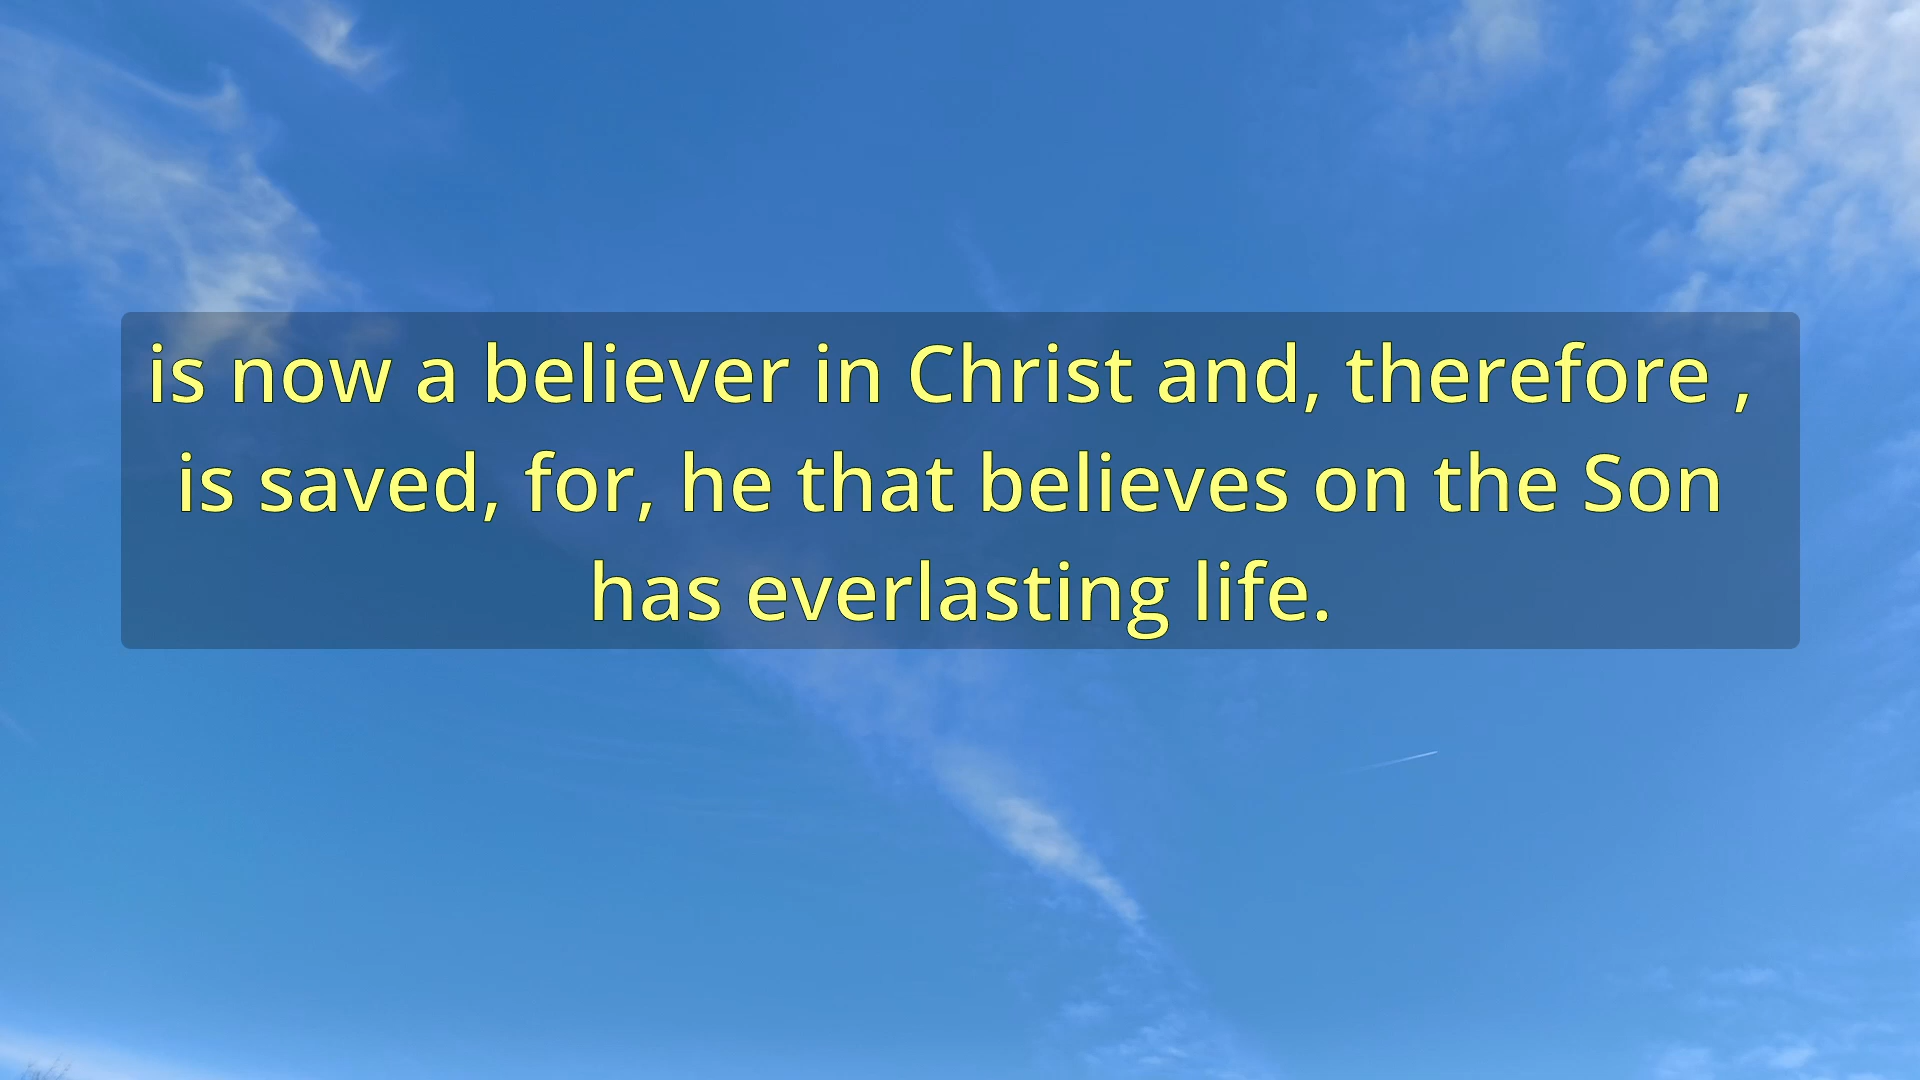 is now a believer in Christ and, therefore ,
is saved, for, he that believes on the Son
has everlasting life.